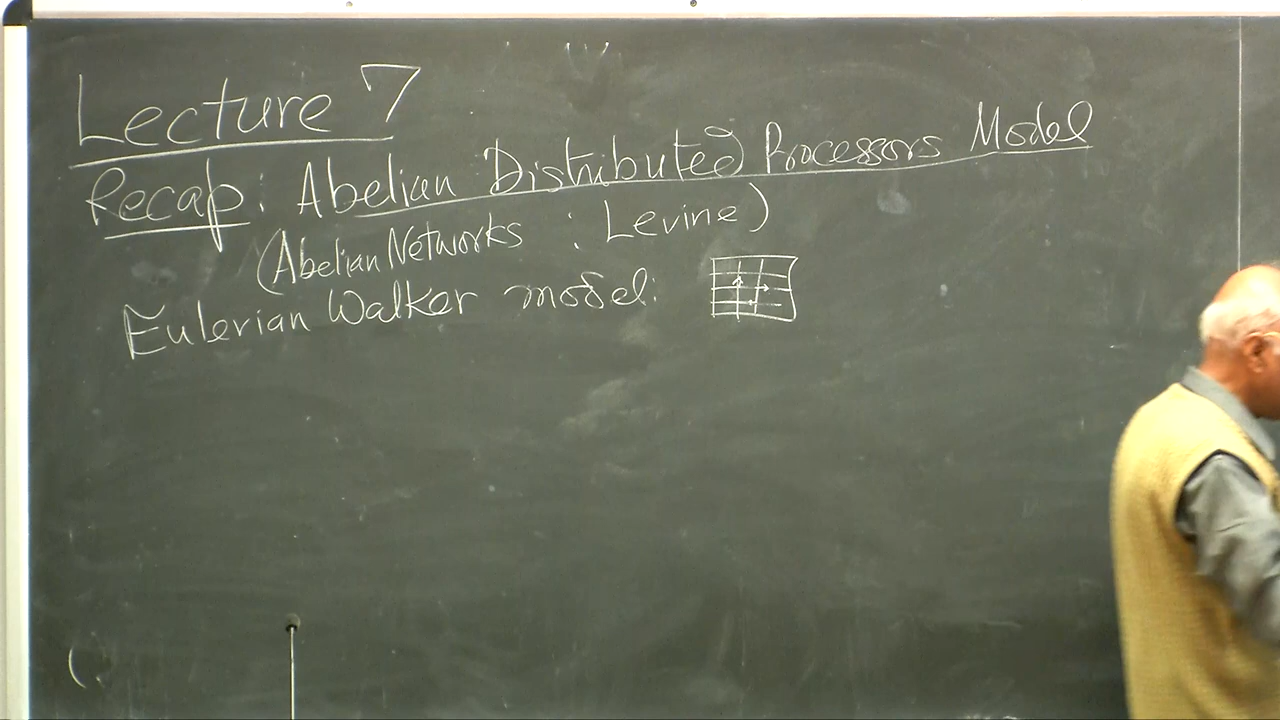 Lecture 7
Recap: Abelian Distributed Processors Model
(Abelian Networks : Levine)
Eulerian Walker model:
(